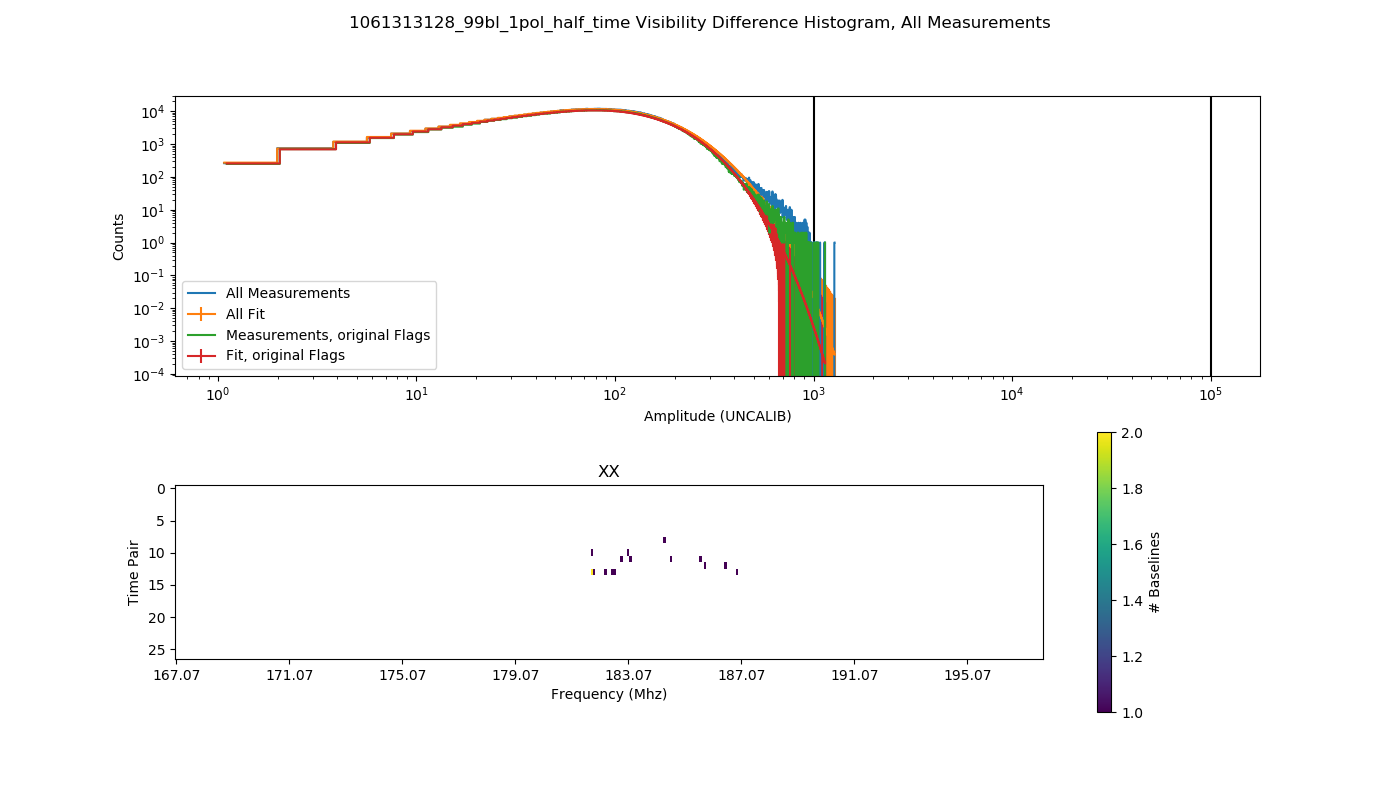 1061313128_99bl_1pol_half_time Visibility Difference Histogram, All Measurements
10⁴
10³
10²
10¹
10⁰
10⁻¹
10⁻²
10⁻³
10⁻⁴
Counts
All Measurements
All Fit
Measurements, original Flags
Fit, original Flags
10⁰ 10¹ 10² 10³ 10⁴ 10⁵
Amplitude (UNCALIB)
XX
0
5
10
15
20
25
Time Pair
167.07 171.07 175.07 179.07 183.07 187.07 191.07 195.07
Frequency (Mhz)
2.0
1.8
1.6
1.4
1.2
1.0
# Baselines